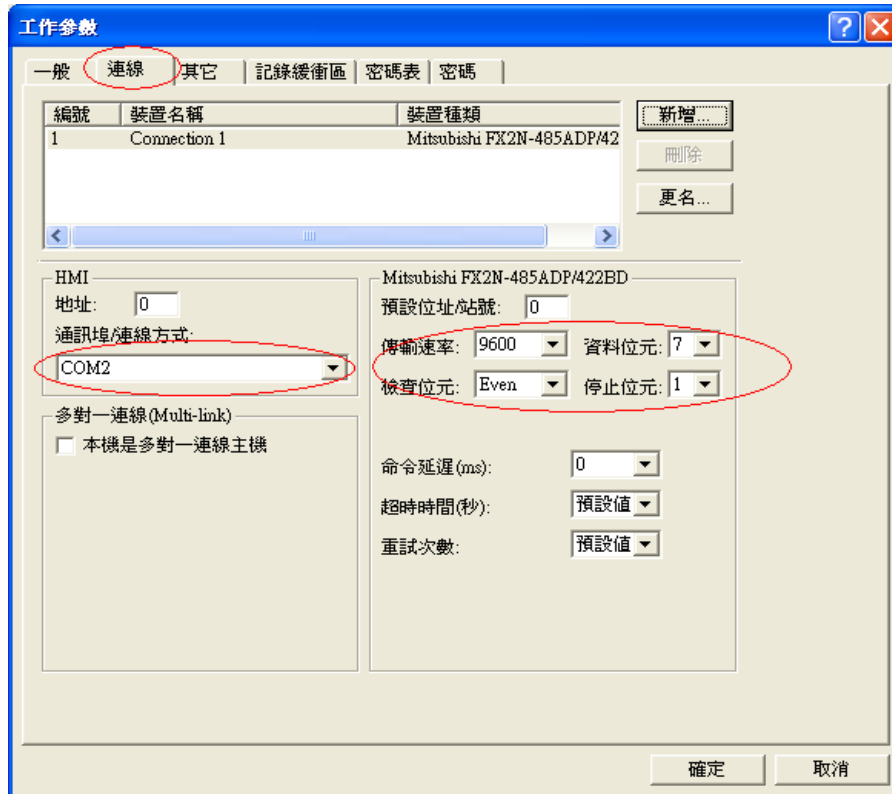 工作參數
一般 連線 其它 記錄緩衝區 密碼表 密碼
編號 裝置名稱 裝置種類
1 Connection 1 Mitsubishi FX2N-485ADP/42
新增...
刪除
更名...
HMI
地址: 0
通訊埠/連線方式:
COM2
多對一連線(Multi-link)
本機是多對一連線主機
Mitsubishi FX2N-485ADP/422BD
預設位址/站號: 0
傳輸速率: 9600 資料位元: 7
檢查位元: Even 停止位元: 1
命令延遲(ms): 0
超時時間(秒): 預設值
重試次數: 預設值
確定 取消